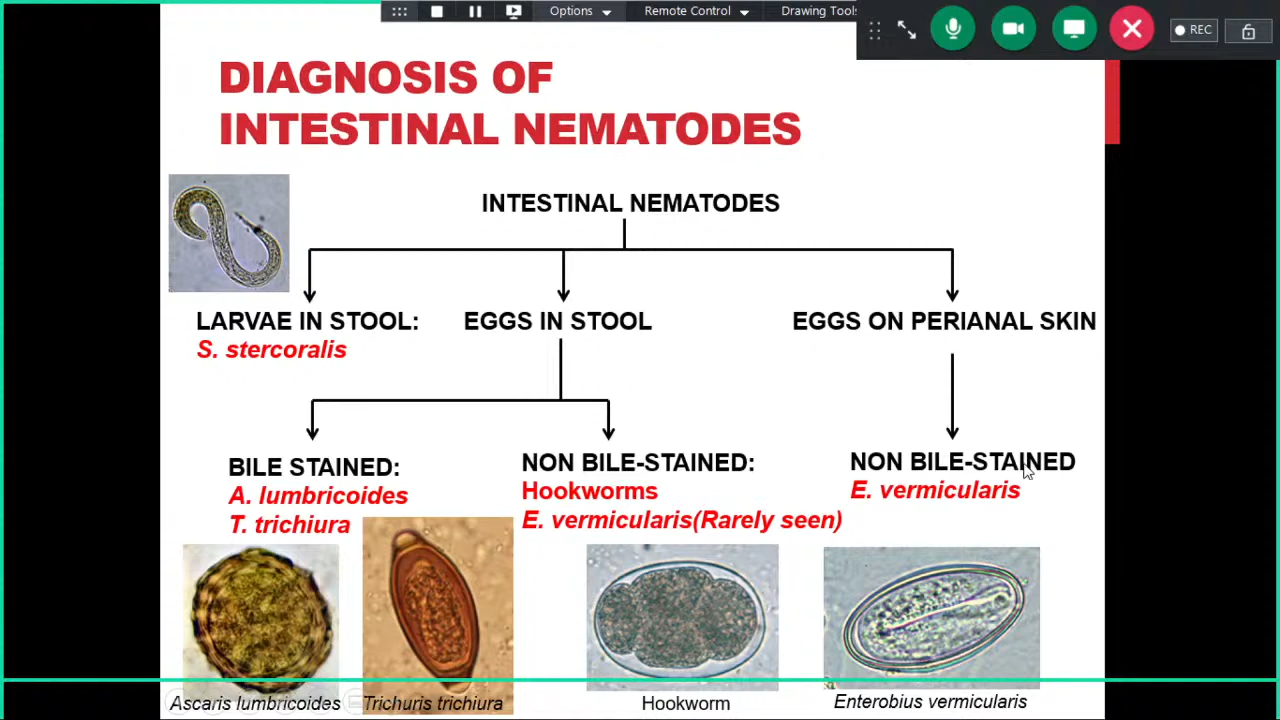 Options
Remote Control
Drawing Tools
REC
DIAGNOSIS OF
INTESTINAL NEMATODES
INTESTINAL NEMATODES
LARVAE IN STOOL:
S. stercoralis
EGGS IN STOOL
EGGS ON PERIANAL SKIN
BILE STAINED:
A. lumbricoides
T. trichiura
NON BILE-STAINED:
Hookworms
E. vermicularis(Rarely seen)
NON BILE-STAINED
E. vermicularis
Ascaris lumbricoides
Trichuris trichiura
Hookworm
Enterobius vermicularis